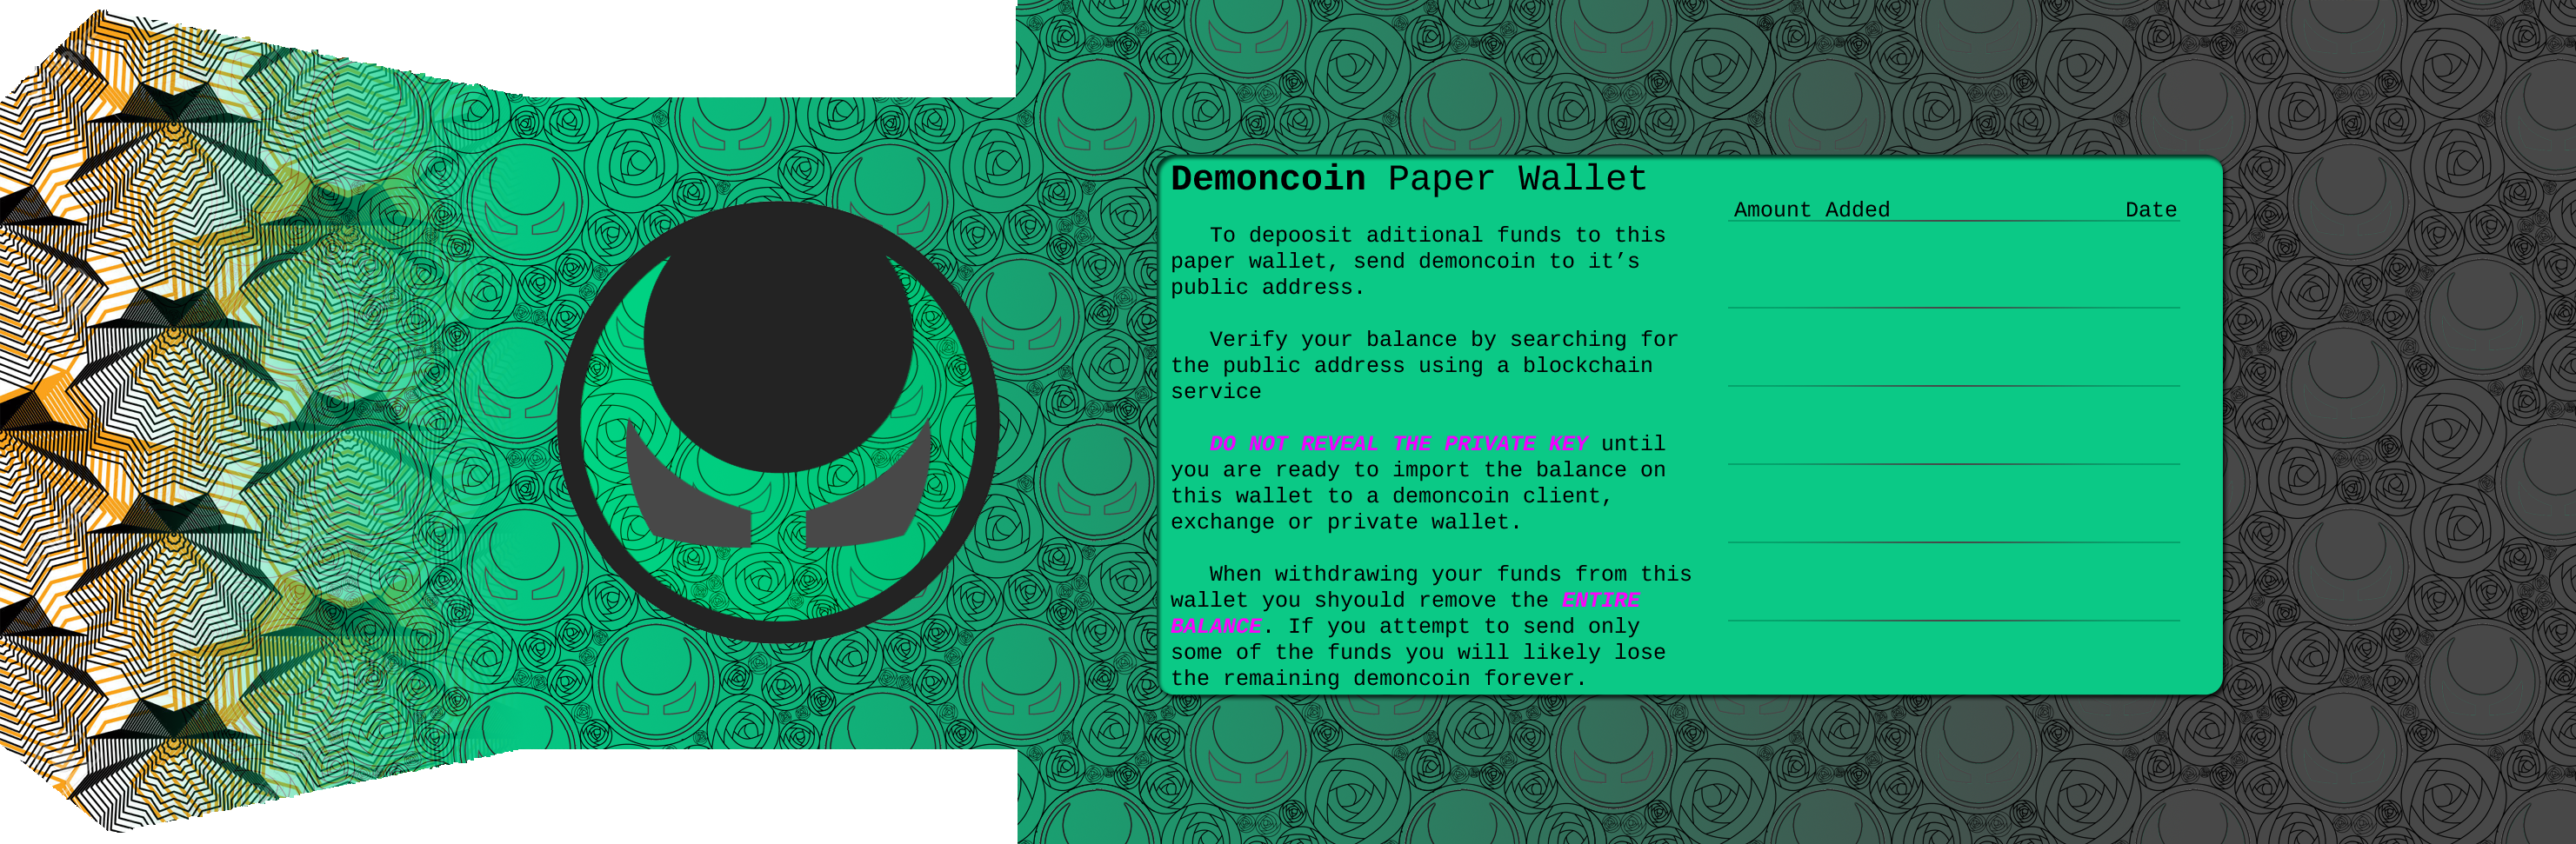 Demoncoin Paper Wallet
Amount Added Date
To depoosit aditional funds to this
paper wallet, send demoncoin to it’s
public address.
Verify your balance by searching for
the public address using a blockchain
service
DO NOT REVEAL THE PRIVATE KEY until
you are ready to import the balance on
this wallet to a demoncoin client,
exchange or private wallet.
When withdrawing your funds from this
wallet you shyould remove the ENTIRE
BALANCE. If you attempt to send only
some of the funds you will likely lose
the remaining demoncoin forever.